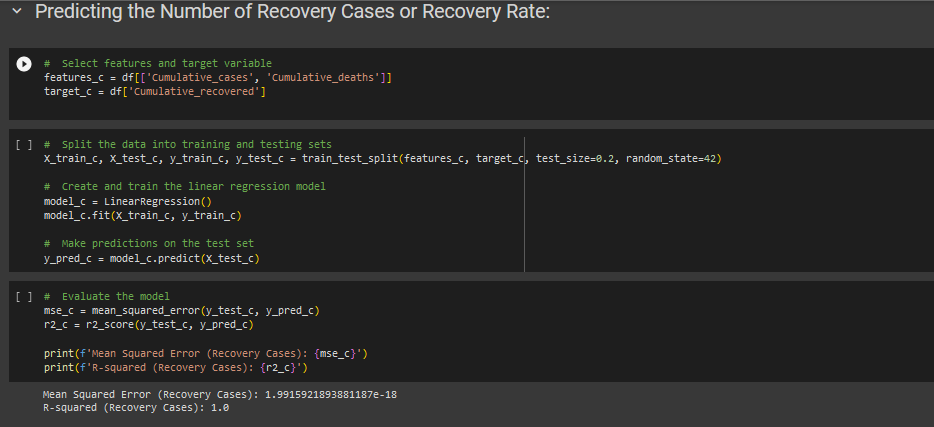 Predicting the Number of Recovery Cases or Recovery Rate:
# Select features and target variable
features_c = df[['Cumulative_cases', 'Cumulative_deaths']]
target_c = df['Cumulative_recovered']
[ ] # Split the data into training and testing sets
X_train_c, X_test_c, y_train_c, y_test_c = train_test_split(features_c, target_c, test_size=0.2, random_state=42)
# Create and train the linear regression model
model_c = LinearRegression()
model_c.fit(X_train_c, y_train_c)
# Make predictions on the test set
y_pred_c = model_c.predict(X_test_c)
[ ] # Evaluate the model
mse_c = mean_squared_error(y_test_c, y_pred_c)
r2_c = r2_score(y_test_c, y_pred_c)
print(f'Mean Squared Error (Recovery Cases): {mse_c}')
print(f'R-squared (Recovery Cases): {r2_c}')
Mean Squared Error (Recovery Cases): 1.9915921893881187e-18
R-squared (Recovery Cases): 1.0